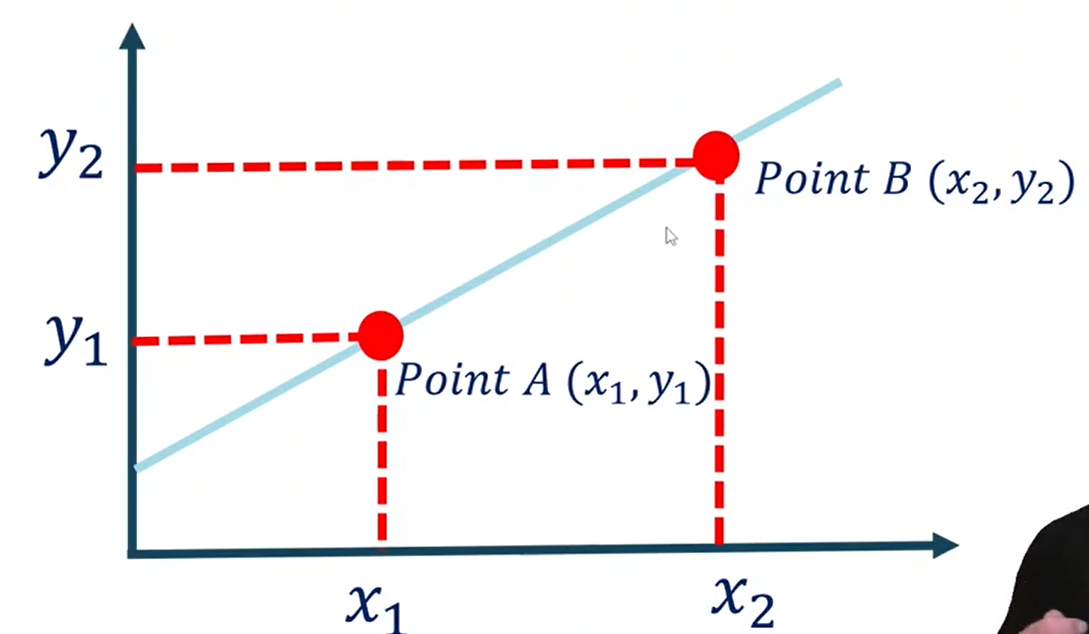 y₂
Point B (x₂, y₂)
y₁
Point A (x₁, y₁)
x₁
x₂